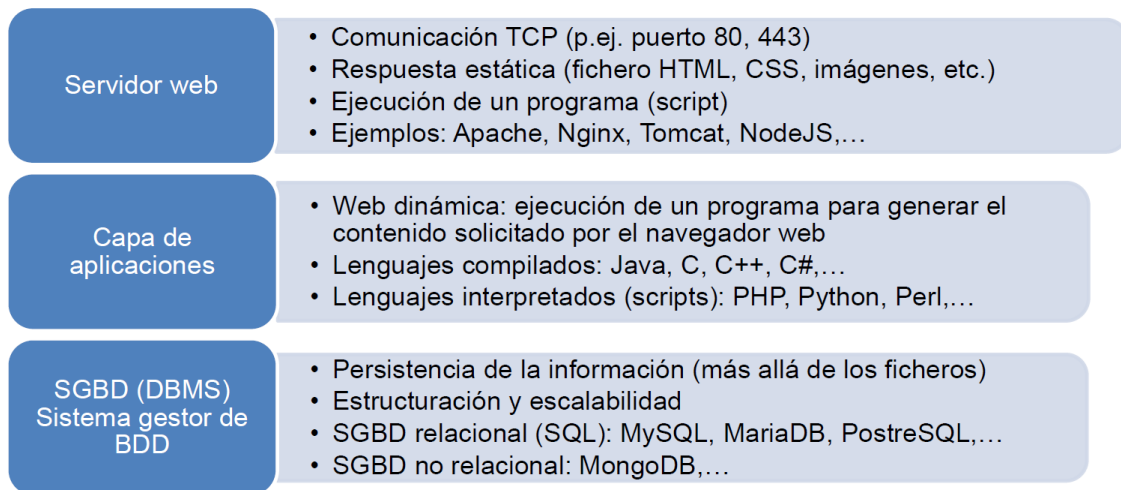 Servidor web
• Comunicación TCP (p.ej. puerto 80, 443)
• Respuesta estática (fichero HTML, CSS, imágenes, etc.)
• Ejecución de un programa (script)
• Ejemplos: Apache, Nginx, Tomcat, NodeJS,…
Capa de
aplicaciones
• Web dinámica: ejecución de un programa para generar el
contenido solicitado por el navegador web
• Lenguajes compilados: Java, C, C++, C#,…
• Lenguajes interpretados (scripts): PHP, Python, Perl,…
SGBD (DBMS)
Sistema gestor de
BDD
• Persistencia de la información (más allá de los ficheros)
• Estructuración y escalabilidad
• SGBD relacional (SQL): MySQL, MariaDB, PostreSQL,…
• SGBD no relacional: MongoDB,…